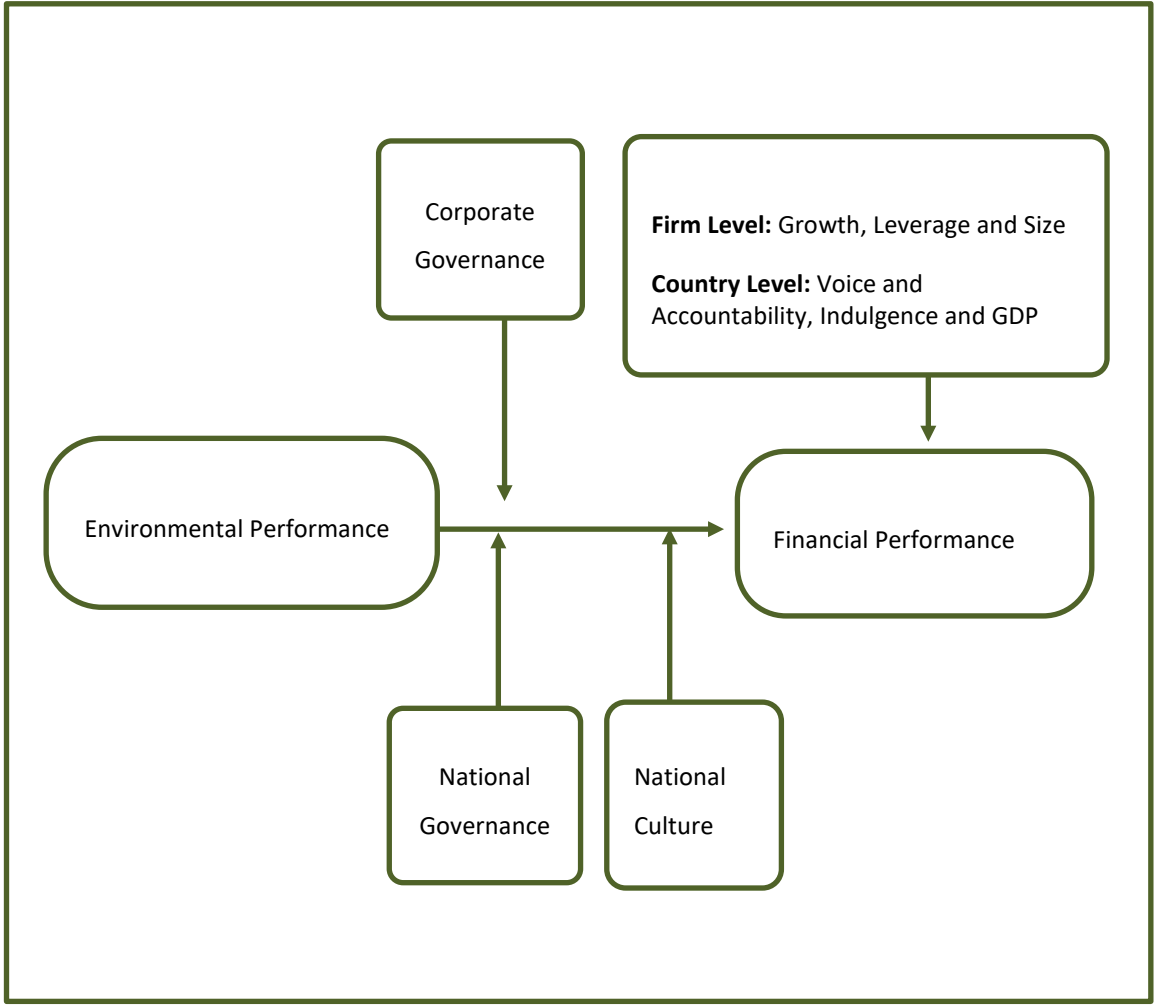 Corporate
Governance
Firm Level: Growth, Leverage and Size
Country Level: Voice and
Accountability, Indulgence and GDP
Environmental Performance
Financial Performance
National
Governance
National
Culture